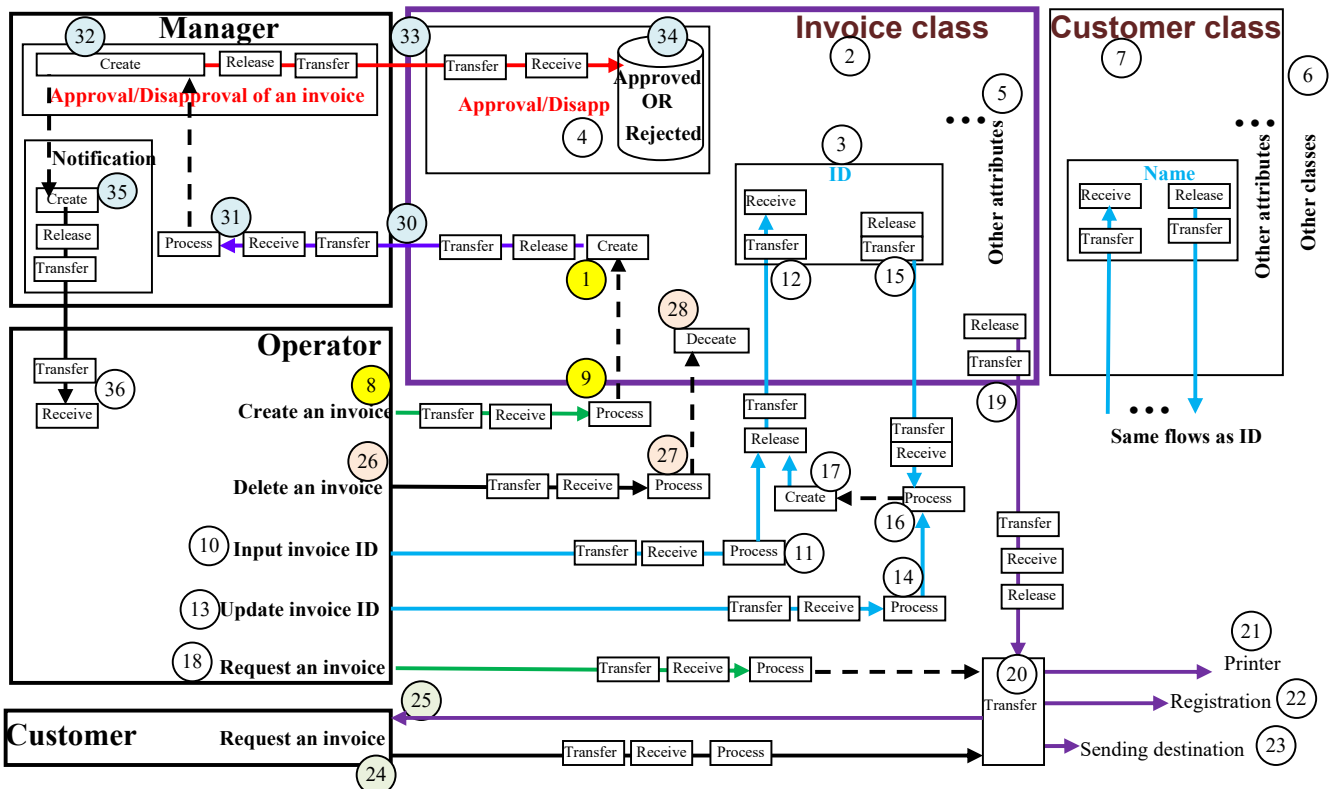 Manager
32
Create
Release
Transfer
Approval/Disapproval of an invoice
Notification
Create
35
Release
Transfer
31
Process
Receive
Transfer
30
33
Invoice class
2
Transfer
Receive
34
Approved
OR
Rejected
Approval/Disapp
4
Transfer
Release
Create
1
3
ID
Receive
Transfer
12
Release
Transfer
15
•••
5
Other attributes
28
Deceate
Release
Transfer
19
Customer class
7
6
•••
Name
Receive
Release
Transfer
Transfer
Other attributes
Other classes
•••
Same flows as ID
Operator
Transfer
Receive
36
8
Create an invoice
Transfer
Receive
9
Process
26
Delete an invoice
Transfer
Receive
27
Process
Transfer
Release
17
Create
Transfer
Receive
Process
16
10
Input invoice ID
Transfer
Receive
Process
11
13
Update invoice ID
Transfer
Receive
14
Process
Transfer
Receive
Release
18
Request an invoice
Transfer
Receive
Process
20
Transfer
21
Printer
Registration
22
Sending destination
23
25
Customer
Request an invoice
24
Transfer
Receive
Process